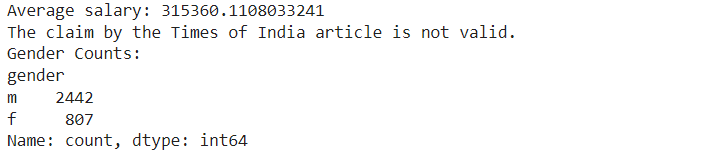 Average salary: 315360.1108033241
The claim by the Times of India article is not valid.
Gender Counts:
gender
m    2442
f     807
Name: count, dtype: int64